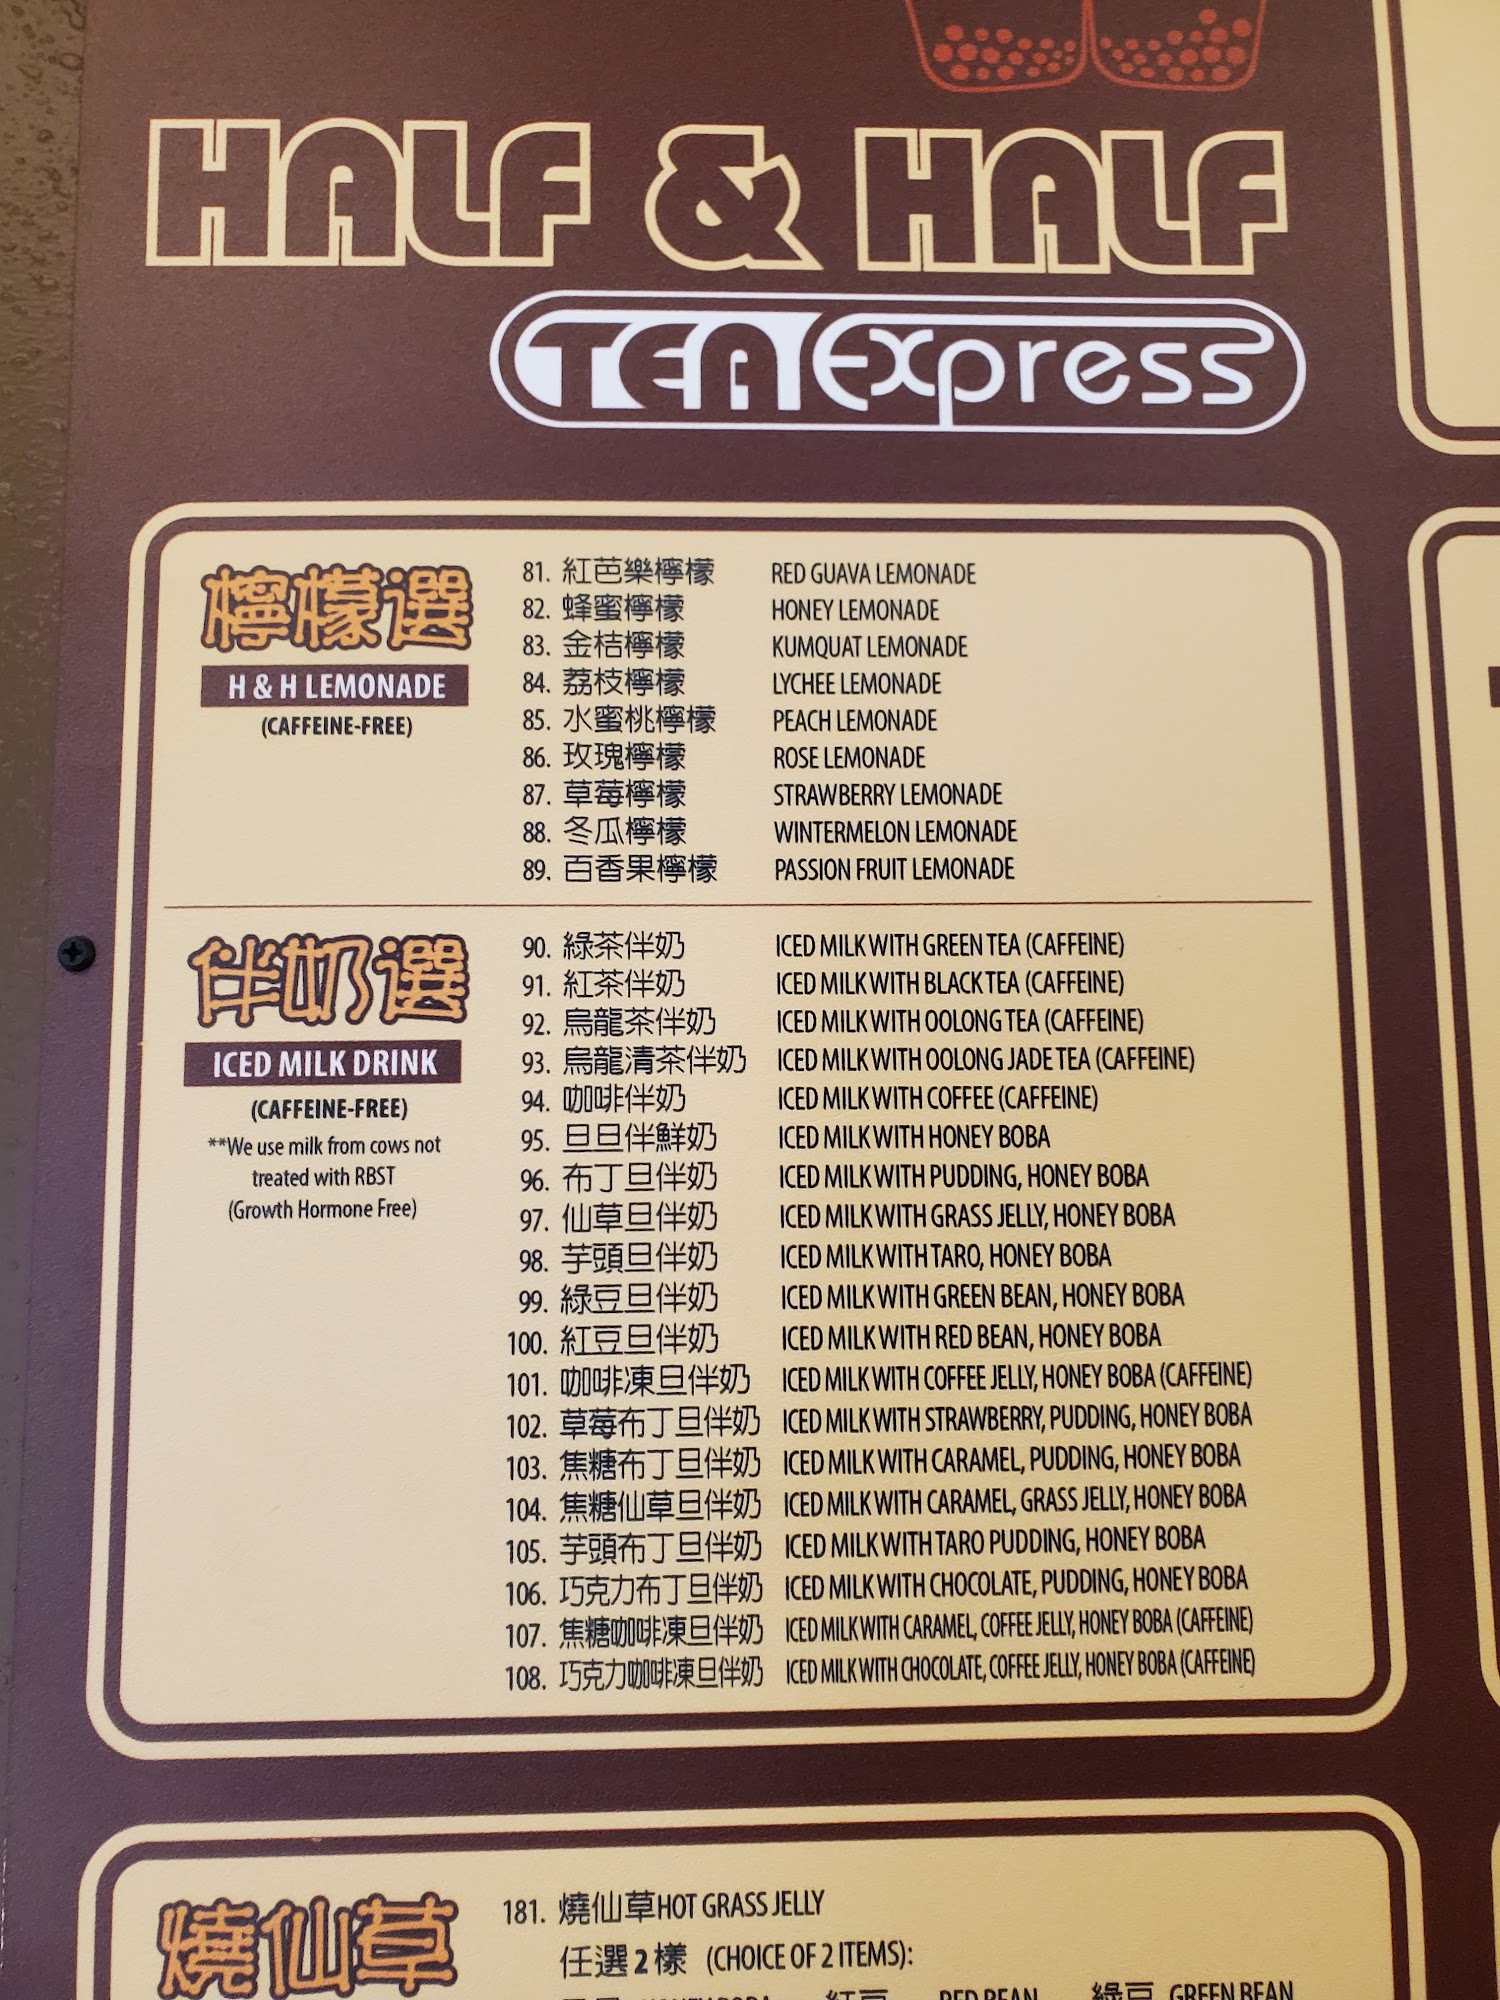 HALF & HALF
TEA Express
檸檬選
H & H LEMONADE
(CAFFEINE-FREE)
81. 紅芭樂檸檬 RED GUAVA LEMONADE
82. 蜂蜜檸檬 HONEY LEMONADE
83. 金桔檸檬 KUMQUAT LEMONADE
84. 荔枝檸檬 LYCHEE LEMONADE
85. 水蜜桃檸檬 PEACH LEMONADE
86. 玫瑰檸檬 ROSE LEMONADE
87. 草莓檸檬 STRAWBERRY LEMONADE
88. 冬瓜檸檬 WINTERMELON LEMONADE
89. 百香果檸檬 PASSION FRUIT LEMONADE
伴奶選
ICED MILK DRINK
(CAFFEINE-FREE)
**We use milk from cows not
treated with RBST
(Growth Hormone Free)
90. 綠茶伴奶 ICED MILK WITH GREEN TEA (CAFFEINE)
91. 紅茶伴奶 ICED MILK WITH BLACK TEA (CAFFEINE)
92. 烏龍茶伴奶 ICED MILK WITH OOLONG TEA (CAFFEINE)
93. 烏龍清茶伴奶 ICED MILK WITH OOLONG JADE TEA (CAFFEINE)
94. 咖啡伴奶 ICED MILK WITH COFFEE (CAFFEINE)
95. 旦旦伴鮮奶 ICED MILK WITH HONEY BOBA
96. 布丁旦伴奶 ICED MILK WITH PUDDING, HONEY BOBA
97. 仙草旦伴奶 ICED MILK WITH GRASS JELLY, HONEY BOBA
98. 芋頭旦伴奶 ICED MILK WITH TARO, HONEY BOBA
99. 綠豆旦伴奶 ICED MILK WITH GREEN BEAN, HONEY BOBA
100. 紅豆旦伴奶 ICED MILK WITH RED BEAN, HONEY BOBA
101. 咖啡凍旦伴奶 ICED MILK WITH COFFEE JELLY, HONEY BOBA (CAFFEINE)
102. 草莓布丁旦伴奶 ICED MILK WITH STRAWBERRY, PUDDING, HONEY BOBA
103. 焦糖布丁旦伴奶 ICED MILK WITH CARAMEL, PUDDING, HONEY BOBA
104. 焦糖仙草旦伴奶 ICED MILK WITH CARAMEL, GRASS JELLY, HONEY BOBA
105. 芋頭布丁旦伴奶 ICED MILK WITH TARO PUDDING, HONEY BOBA
106. 巧克力布丁旦伴奶 ICED MILK WITH CHOCOLATE, PUDDING, HONEY BOBA
107. 焦糖咖啡凍旦伴奶 ICED MILK WITH CARAMEL, COFFEE JELLY, HONEY BOBA (CAFFEINE)
108. 巧克力咖啡凍旦伴奶 ICED MILK WITH CHOCOLATE, COFFEE JELLY, HONEY BOBA (CAFFEINE)
燒仙草
181. 燒仙草 HOT GRASS JELLY
任選2樣 (CHOICE OF 2 ITEMS):
HONEY BOBA 紅豆 RED BEAN 綠豆 GREEN BEAN